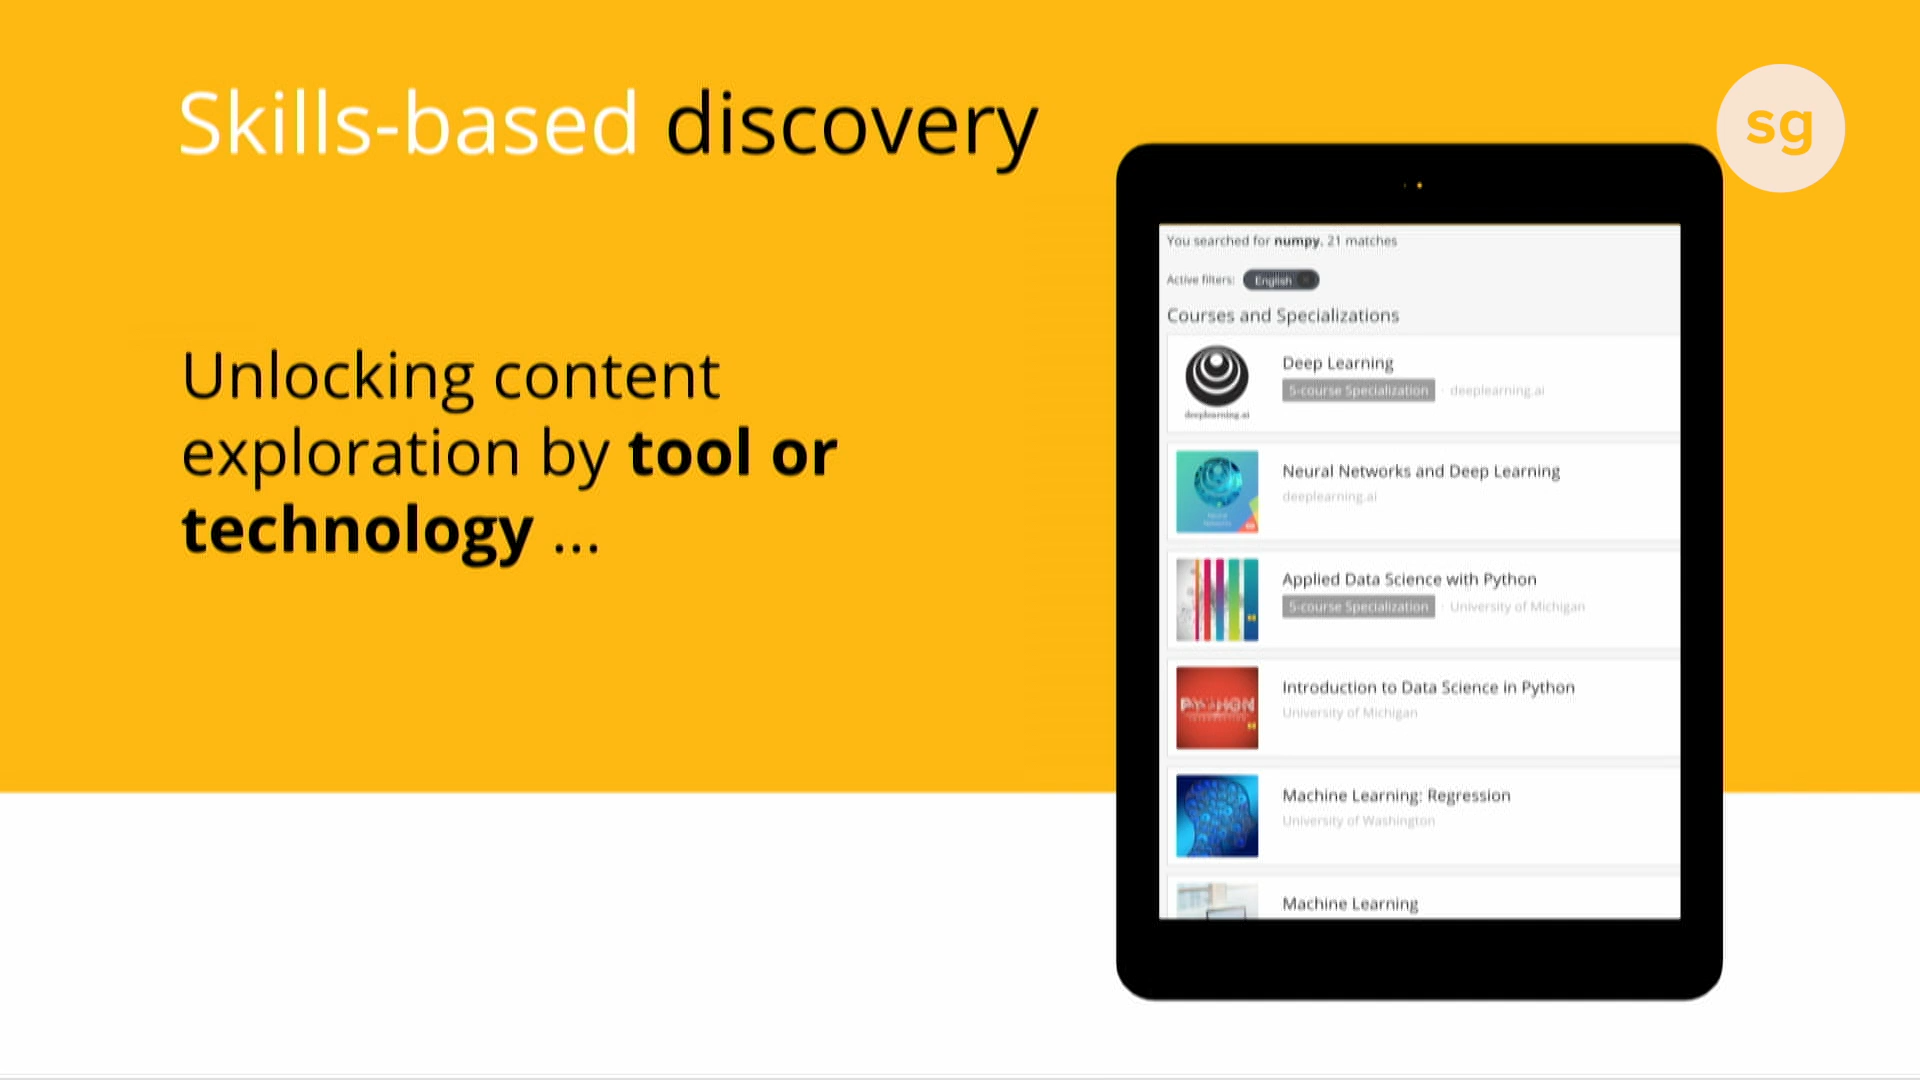 Skills-based discovery
sg
Unlocking content
exploration by tool or
technology ...
You searched for numpy. 21 matches
Active filters: English
Courses and Specializations
deeplearning.ai
Deep Learning
5-course Specialization · deeplearning.ai
Neural Networks and Deep Learning
deeplearning.ai
Applied Data Science with Python
5-course Specialization · University of Michigan
PYTHON
Introduction to Data Science in Python
University of Michigan
Machine Learning: Regression
University of Washington
Machine Learning